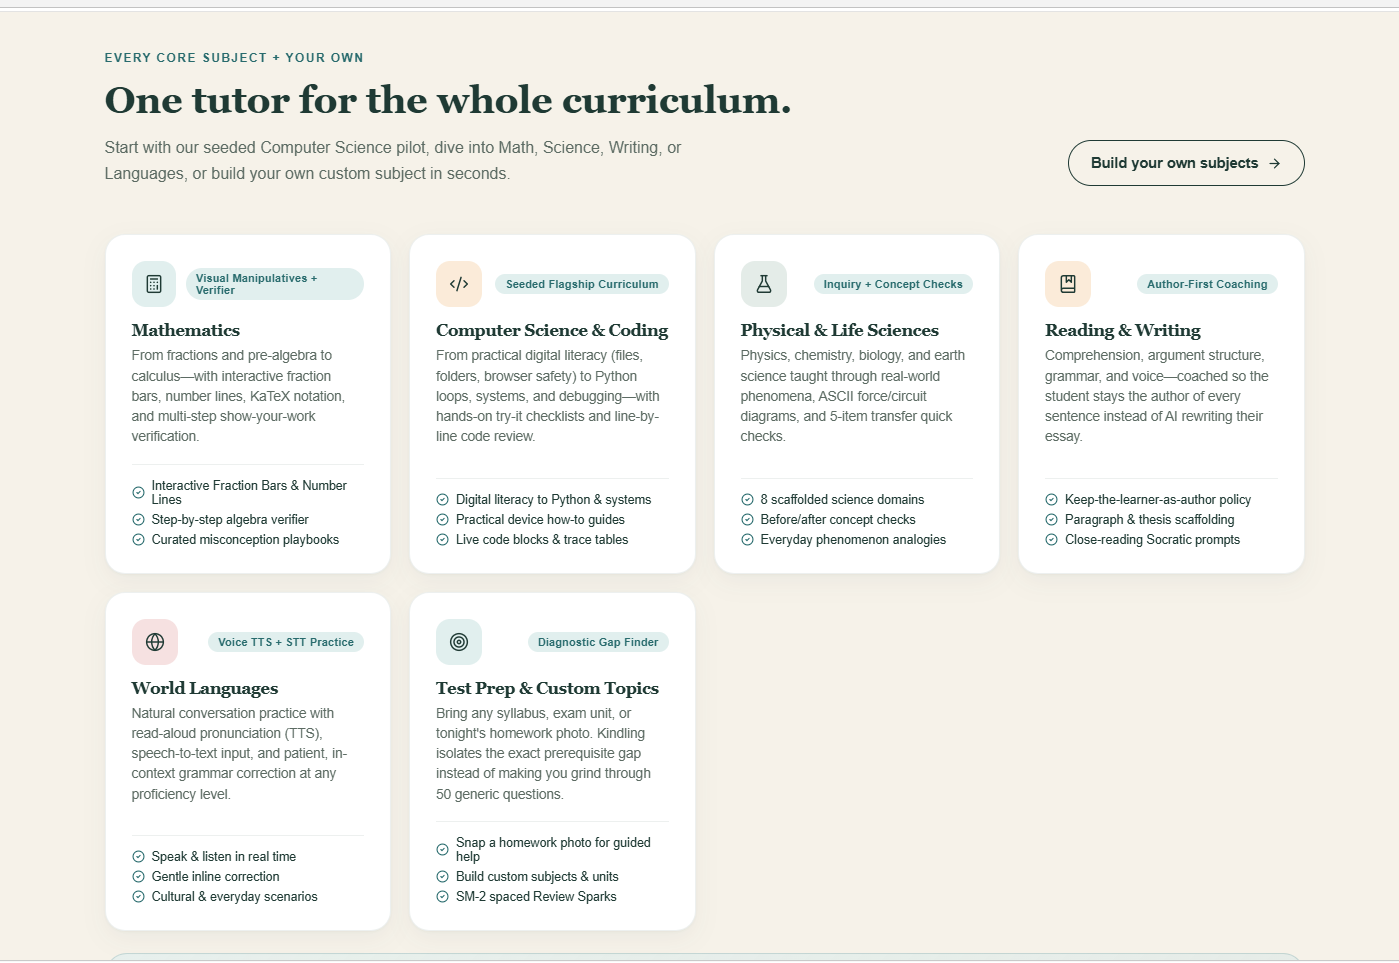 EVERY CORE SUBJECT + YOUR OWN
One tutor for the whole curriculum.
Start with our seeded Computer Science pilot, dive into Math, Science, Writing, or
Languages, or build your own custom subject in seconds.
Build your own subjects →
Visual Manipulatives +
Verifier
Mathematics
From fractions and pre-algebra to
calculus—with interactive fraction
bars, number lines, KaTeX notation,
and multi-step show-your-work
verification.
Interactive Fraction Bars & Number
Lines
Step-by-step algebra verifier
Curated misconception playbooks
Seeded Flagship Curriculum
Computer Science & Coding
From practical digital literacy (files,
folders, browser safety) to Python
loops, systems, and debugging—with
hands-on try-it checklists and line-by-
line code review.
Digital literacy to Python & systems
Practical device how-to guides
Live code blocks & trace tables
Inquiry + Concept Checks
Physical & Life Sciences
Physics, chemistry, biology, and earth
science taught through real-world
phenomena, ASCII force/circuit
diagrams, and 5-item transfer quick
checks.
8 scaffolded science domains
Before/after concept checks
Everyday phenomenon analogies
Author-First Coaching
Reading & Writing
Comprehension, argument structure,
grammar, and voice—coached so the
student stays the author of every
sentence instead of AI rewriting their
essay.
Keep-the-learner-as-author policy
Paragraph & thesis scaffolding
Close-reading Socratic prompts
Voice TTS + STT Practice
World Languages
Natural conversation practice with
read-aloud pronunciation (TTS),
speech-to-text input, and patient, in-
context grammar correction at any
proficiency level.
Speak & listen in real time
Gentle inline correction
Cultural & everyday scenarios
Diagnostic Gap Finder
Test Prep & Custom Topics
Bring any syllabus, exam unit, or
tonight's homework photo. Kindling
isolates the exact prerequisite gap
instead of making you grind through
50 generic questions.
Snap a homework photo for guided
help
Build custom subjects & units
SM-2 spaced Review Sparks